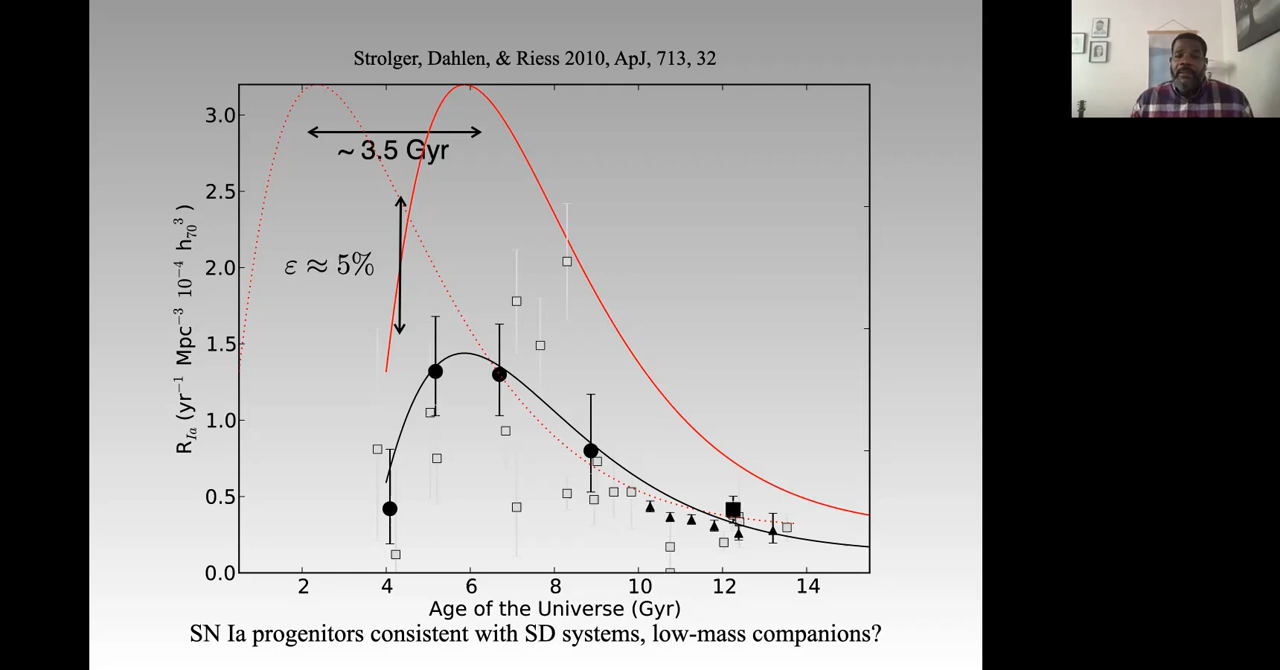 Strolger, Dahlen, & Riess 2010, ApJ, 713, 32
3.0
2.5
2.0
1.5
1.0
0.5
0.0
R_Ia (yr⁻¹ Mpc⁻³ 10⁻⁴ h₇₀³ )
~ 3.5 Gyr
ε ≈ 5%
2 4 6 8 10 12 14
Age of the Universe (Gyr)
SN Ia progenitors consistent with SD systems, low-mass companions?